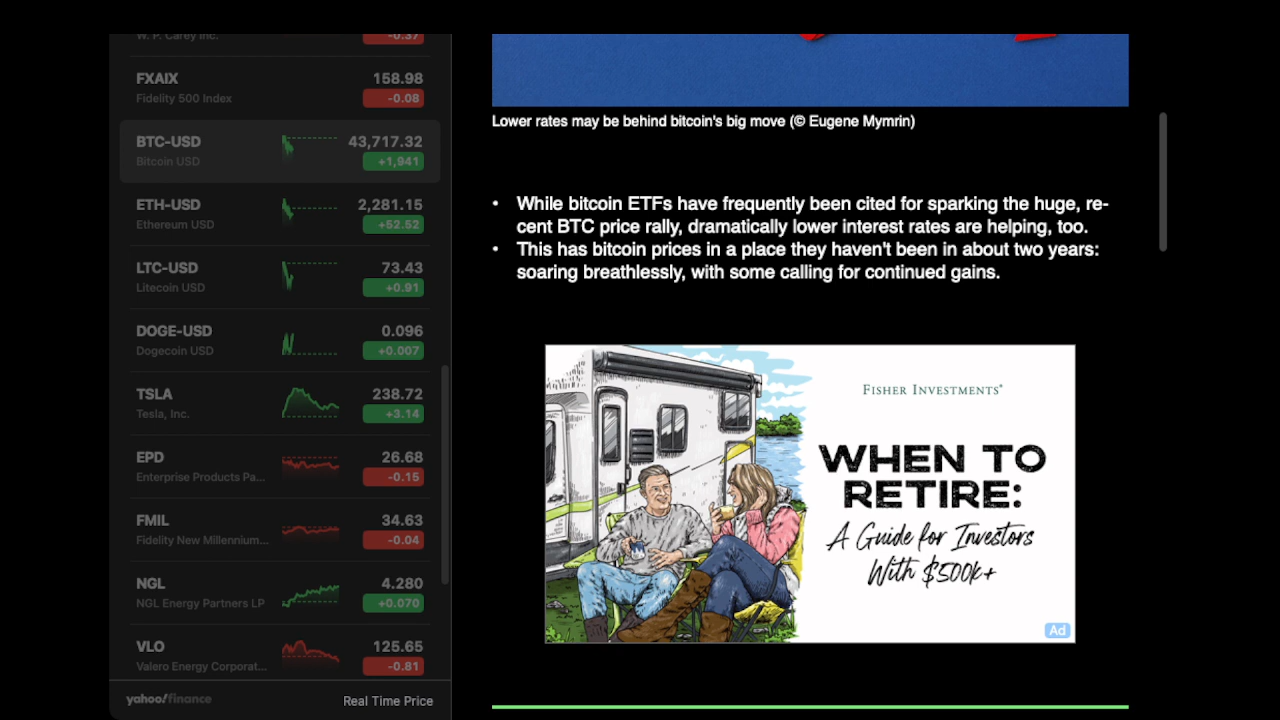 W. P. Carey Inc.
-0.37
FXAIX
158.98
Fidelity 500 Index
-0.08
BTC-USD
43,717.32
Bitcoin USD
+1,941
ETH-USD
2,281.15
Ethereum USD
+52.52
LTC-USD
73.43
Litecoin USD
+0.91
DOGE-USD
0.096
Dogecoin USD
+0.007
TSLA
238.72
Tesla, Inc.
+3.14
EPD
26.68
Enterprise Products Pa...
-0.15
FMIL
34.63
Fidelity New Millennium...
-0.04
NGL
4.280
NGL Energy Partners LP
+0.070
VLO
125.65
Valero Energy Corporat...
-0.81
yahoo!finance
Real Time Price
Lower rates may be behind bitcoin's big move (© Eugene Mymrin)
• While bitcoin ETFs have frequently been cited for sparking the huge, re-
cent BTC price rally, dramatically lower interest rates are helping, too.
• This has bitcoin prices in a place they haven't been in about two years:
soaring breathlessly, with some calling for continued gains.
FISHER INVESTMENTS®
WHEN TO
RETIRE:
A Guide for Investors
With $500k+
Ad